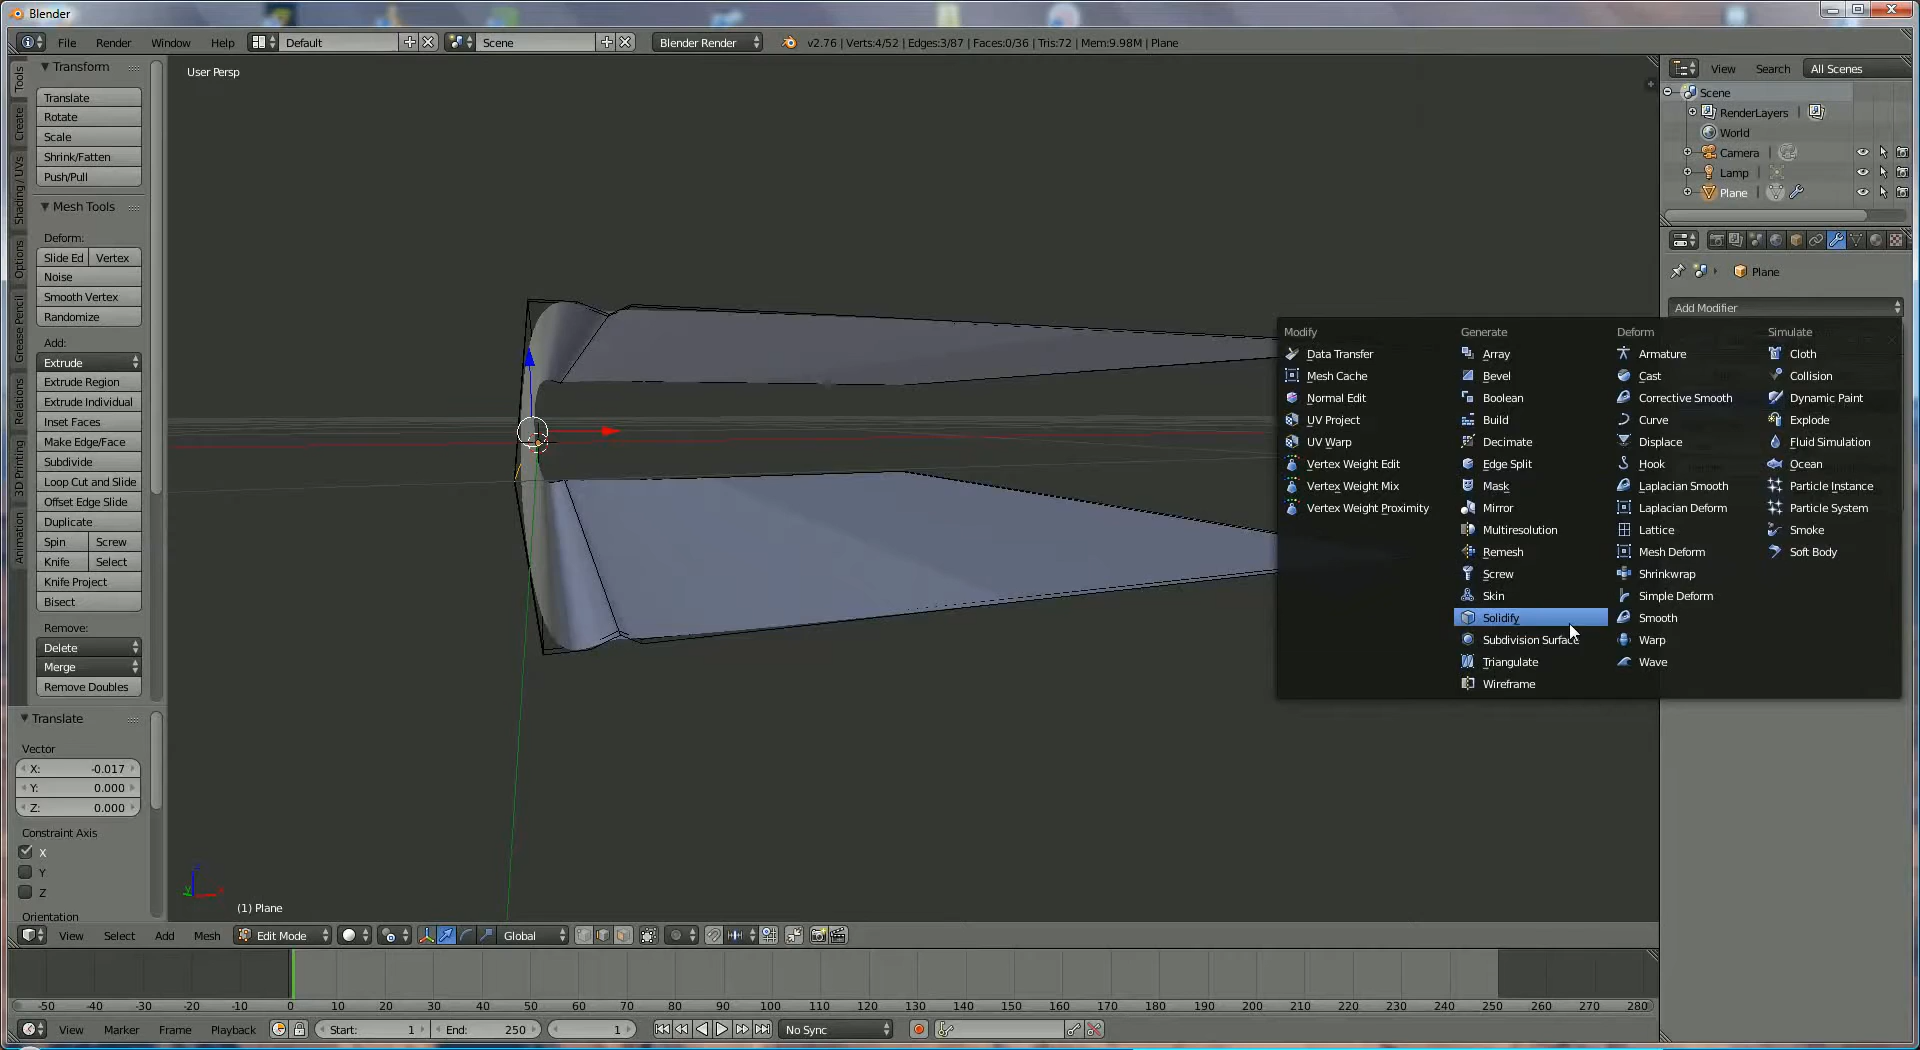 Blender
File Render Window Help Default Scene Blender Render v2.76 | Verts:4/52 | Edges:3/87 | Faces:0/36 | Tris:72 | Mem:9.98M | Plane
Tools
Create
Shading / UVs
Options
Grease Pencil
Relations
3D Printing
Animation
Transform
Translate
Rotate
Scale
Shrink/Fatten
Push/Pull
Mesh Tools
Deform:
Slide Ed Vertex
Noise
Smooth Vertex
Randomize
Add:
Extrude
Extrude Region
Extrude Individual
Inset Faces
Make Edge/Face
Subdivide
Loop Cut and Slide
Offset Edge Slide
Duplicate
Spin Screw
Knife Select
Knife Project
Bisect
Remove:
Delete
Merge
Remove Doubles
Translate
Vector
X: -0.017
Y: 0.000
Z: 0.000
Constraint Axis
X
Y
Z
Orientation
User Persp
(1) Plane
View Search All Scenes
Scene
RenderLayers
World
Camera
Lamp
Plane
Plane
Add Modifier
Modify
Data Transfer
Mesh Cache
Normal Edit
UV Project
UV Warp
Vertex Weight Edit
Vertex Weight Mix
Vertex Weight Proximity
Generate
Array
Bevel
Boolean
Build
Decimate
Edge Split
Mask
Mirror
Multiresolution
Remesh
Screw
Skin
Solidify
Subdivision Surface
Triangulate
Wireframe
Deform
Armature
Cast
Corrective Smooth
Curve
Displace
Hook
Laplacian Smooth
Laplacian Deform
Lattice
Mesh Deform
Shrinkwrap
Simple Deform
Smooth
Warp
Wave
Simulate
Cloth
Collision
Dynamic Paint
Explode
Fluid Simulation
Ocean
Particle Instance
Particle System
Smoke
Soft Body
View Select Add Mesh Edit Mode Global
-50 -40 -30 -20 -10 0 10 20 30 40 50 60 70 80 90 100 110 120 130 140 150 160 170 180 190 200 210 220 230 240 250 260 270 280
View Marker Frame Playback Start: 1 End: 250 1 No Sync